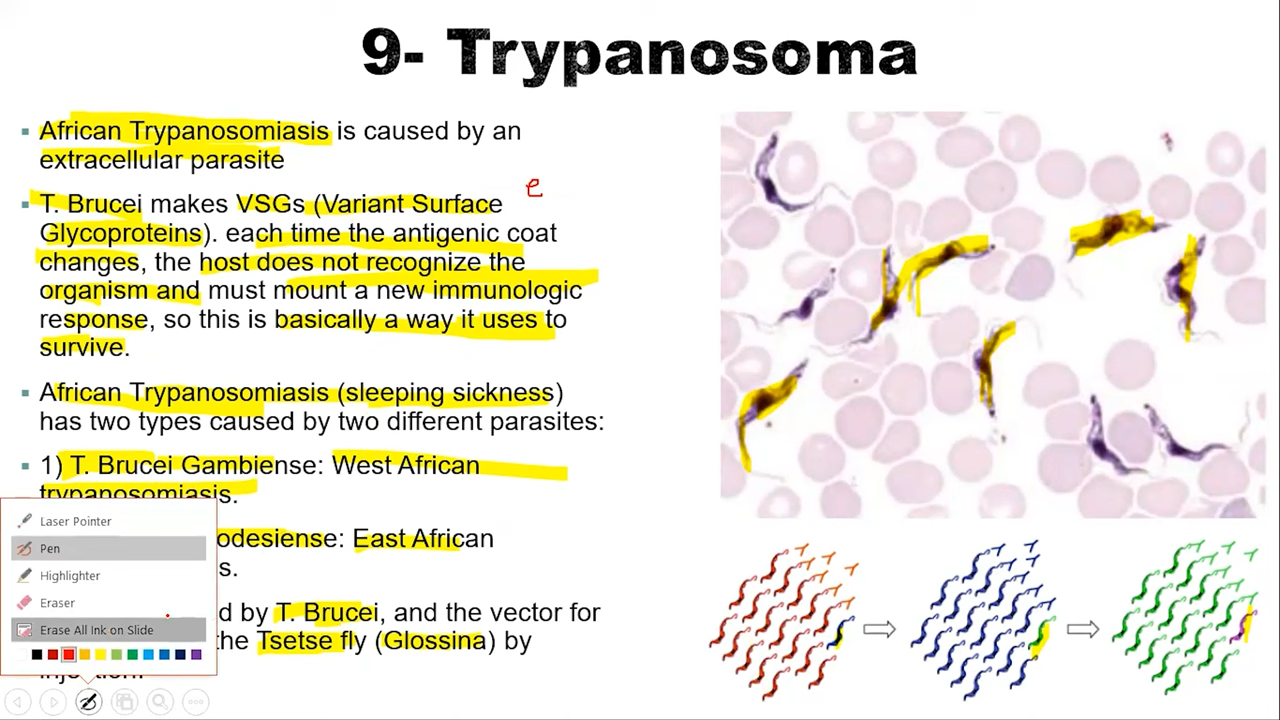 9- Trypanosoma
African Trypanosomiasis is caused by an
extracellular parasite
e
T. Brucei makes VSGs (Variant Surface
Glycoproteins). each time the antigenic coat
changes, the host does not recognize the
organism and must mount a new immunologic
response, so this is basically a way it uses to
survive.
African Trypanosomiasis (sleeping sickness)
has two types caused by two different parasites:
1) T. Brucei Gambiense: West African
trypanosomiasis.
odesiense: East African
s.
d by T. Brucei, and the vector for
the Tsetse fly (Glossina) by
injection.
Laser Pointer
Pen
Highlighter
Eraser
Erase All Ink on Slide